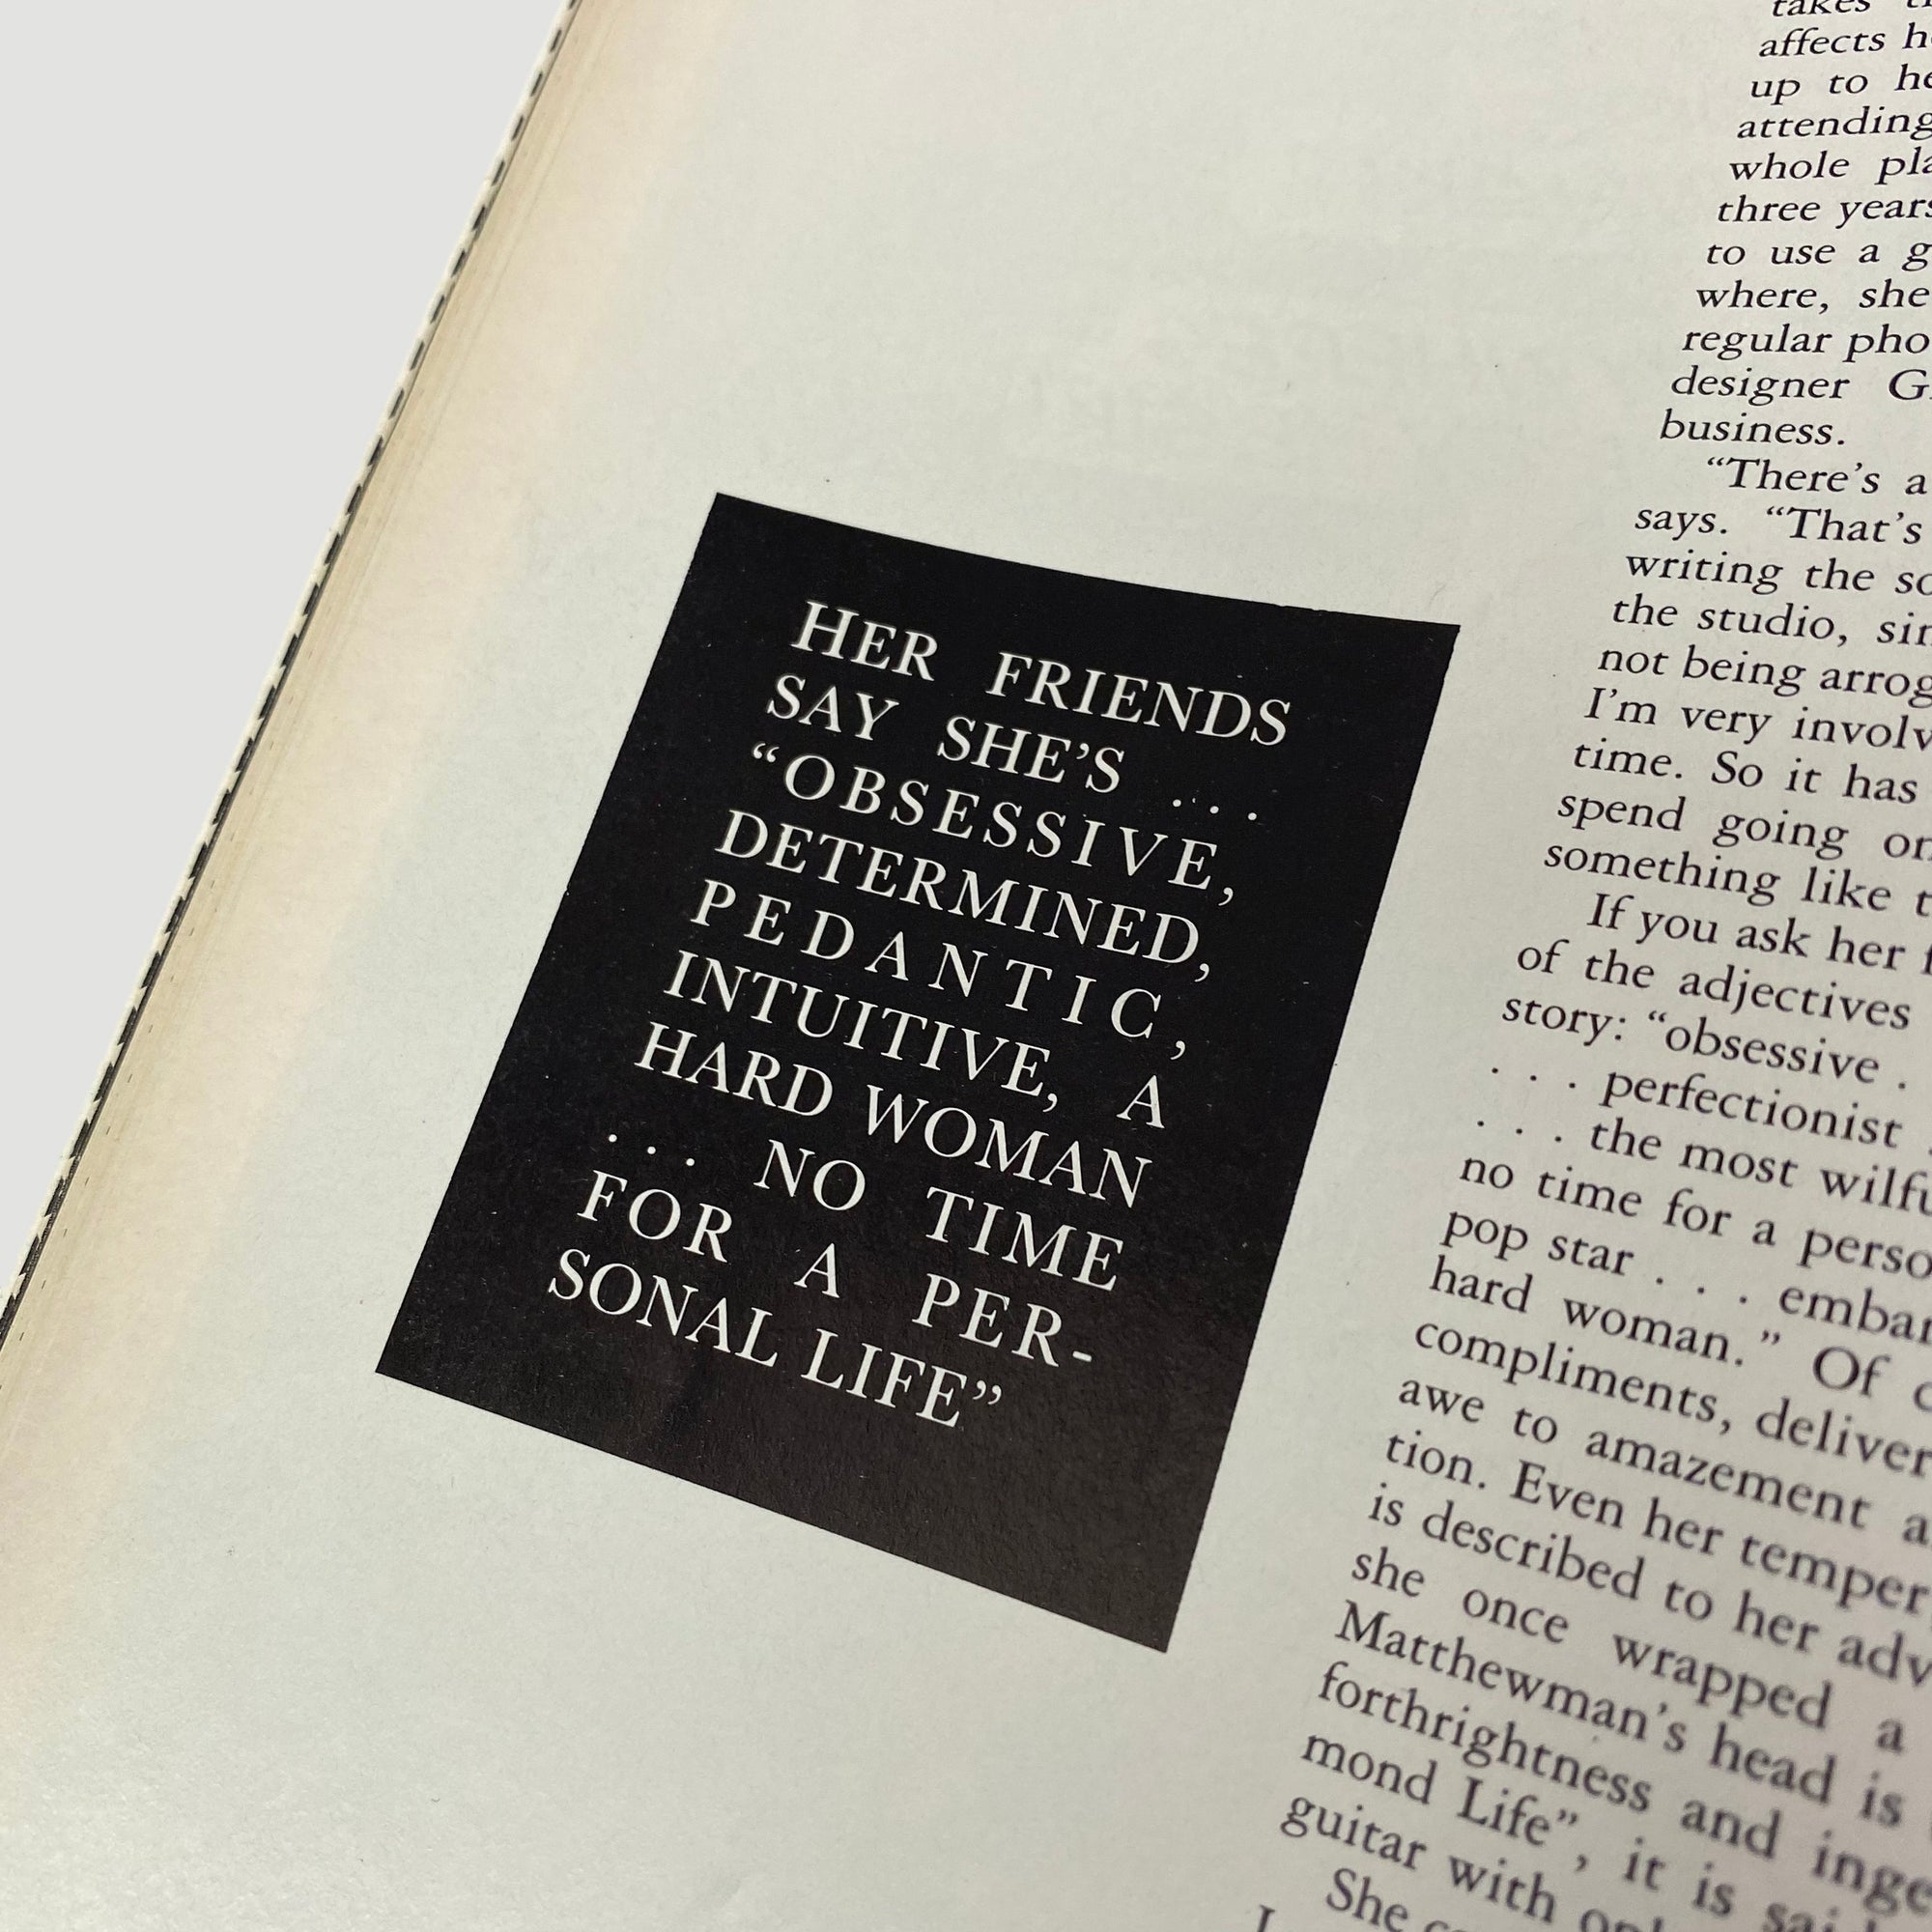 HER FRIENDS
SAY SHE'S ...
“OBSESSIVE,
DETERMINED,
PEDANTIC,
INTUITIVE, A
HARD WOMAN
... NO TIME
FOR A PER-
SONAL LIFE”
takes
affects
up to
attending
whole
three years
to use a
where, she
regular
designer
business.
“There's a
says. “That's
writing the
the studio,
not being
I'm very
time. So it has
spend going
something like
If you ask her
of the adjectives
story: “obsessive .
. . . perfectionist
. . . the most
no time for a
pop star . . .
hard woman.” Of
compliments,
awe to amazement
tion. Even her temper
is described to her
she once wrapped a
Matthewman's head is
forthrightness and
mond Life”, it is
guitar with
She